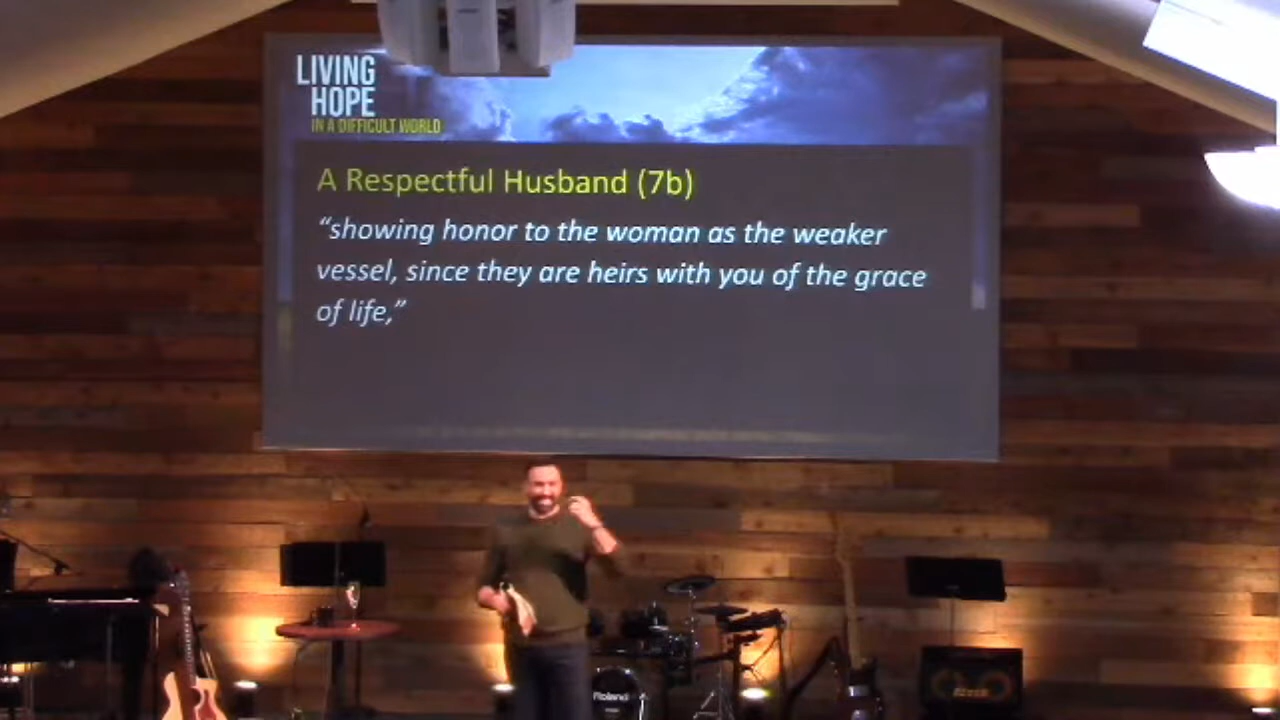 LIVING
HOPE
IN A DIFFICULT WORLD
A Respectful Husband (7b)
“showing honor to the woman as the weaker
vessel, since they are heirs with you of the grace
of life,”
Roland